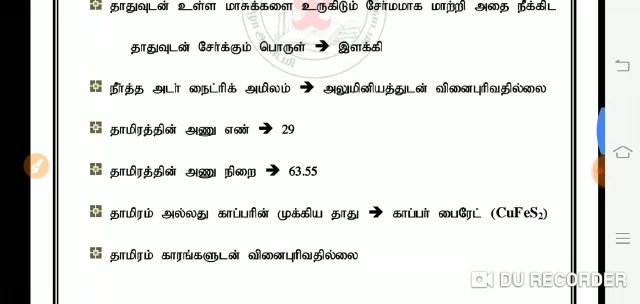 தாதுவுடன் உள்ள மாசுக்களை உருகிடும் சேர்மமாக மாற்றி அதை நீக்கிட
தாதுவுடன் சேர்க்கும் பொருள் ➔ இளக்கி
நீர்த்த அடர் நைட்ரிக் அமிலம் ➔ அலுமினியத்துடன் வினைபுரிவதில்லை
தாமிரத்தின் அணு எண் ➔ 29
தாமிரத்தின் அணு நிறை ➔ 63.55
தாமிரம் அல்லது காப்பரின் முக்கிய தாது ➔ காப்பர் பைரேட் (CuFeS₂)
தாமிரம் காரங்களுடன் வினைபுரிவதில்லை
DU RECORDER